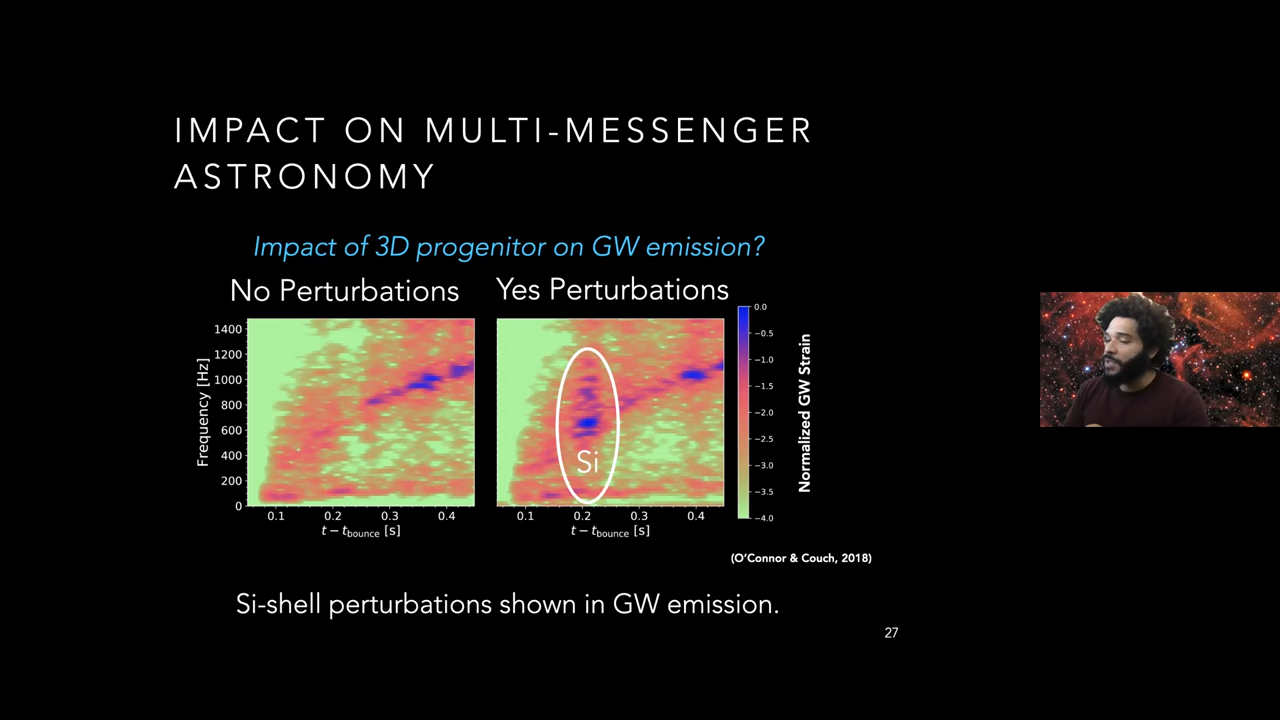 IMPACT ON MULTI-MESSENGER
ASTRONOMY
Impact of 3D progenitor on GW emission?
No Perturbations
Yes Perturbations
Frequency [Hz]
1400
1200
1000
800
600
400
200
0
0.1 0.2 0.3 0.4
t − tbounce [s]
Si
0.1 0.2 0.3 0.4
t − tbounce [s]
0.0
−0.5
−1.0
−1.5
−2.0
−2.5
−3.0
−3.5
−4.0
Normalized GW Strain
(O'Connor & Couch, 2018)
Si-shell perturbations shown in GW emission.
27